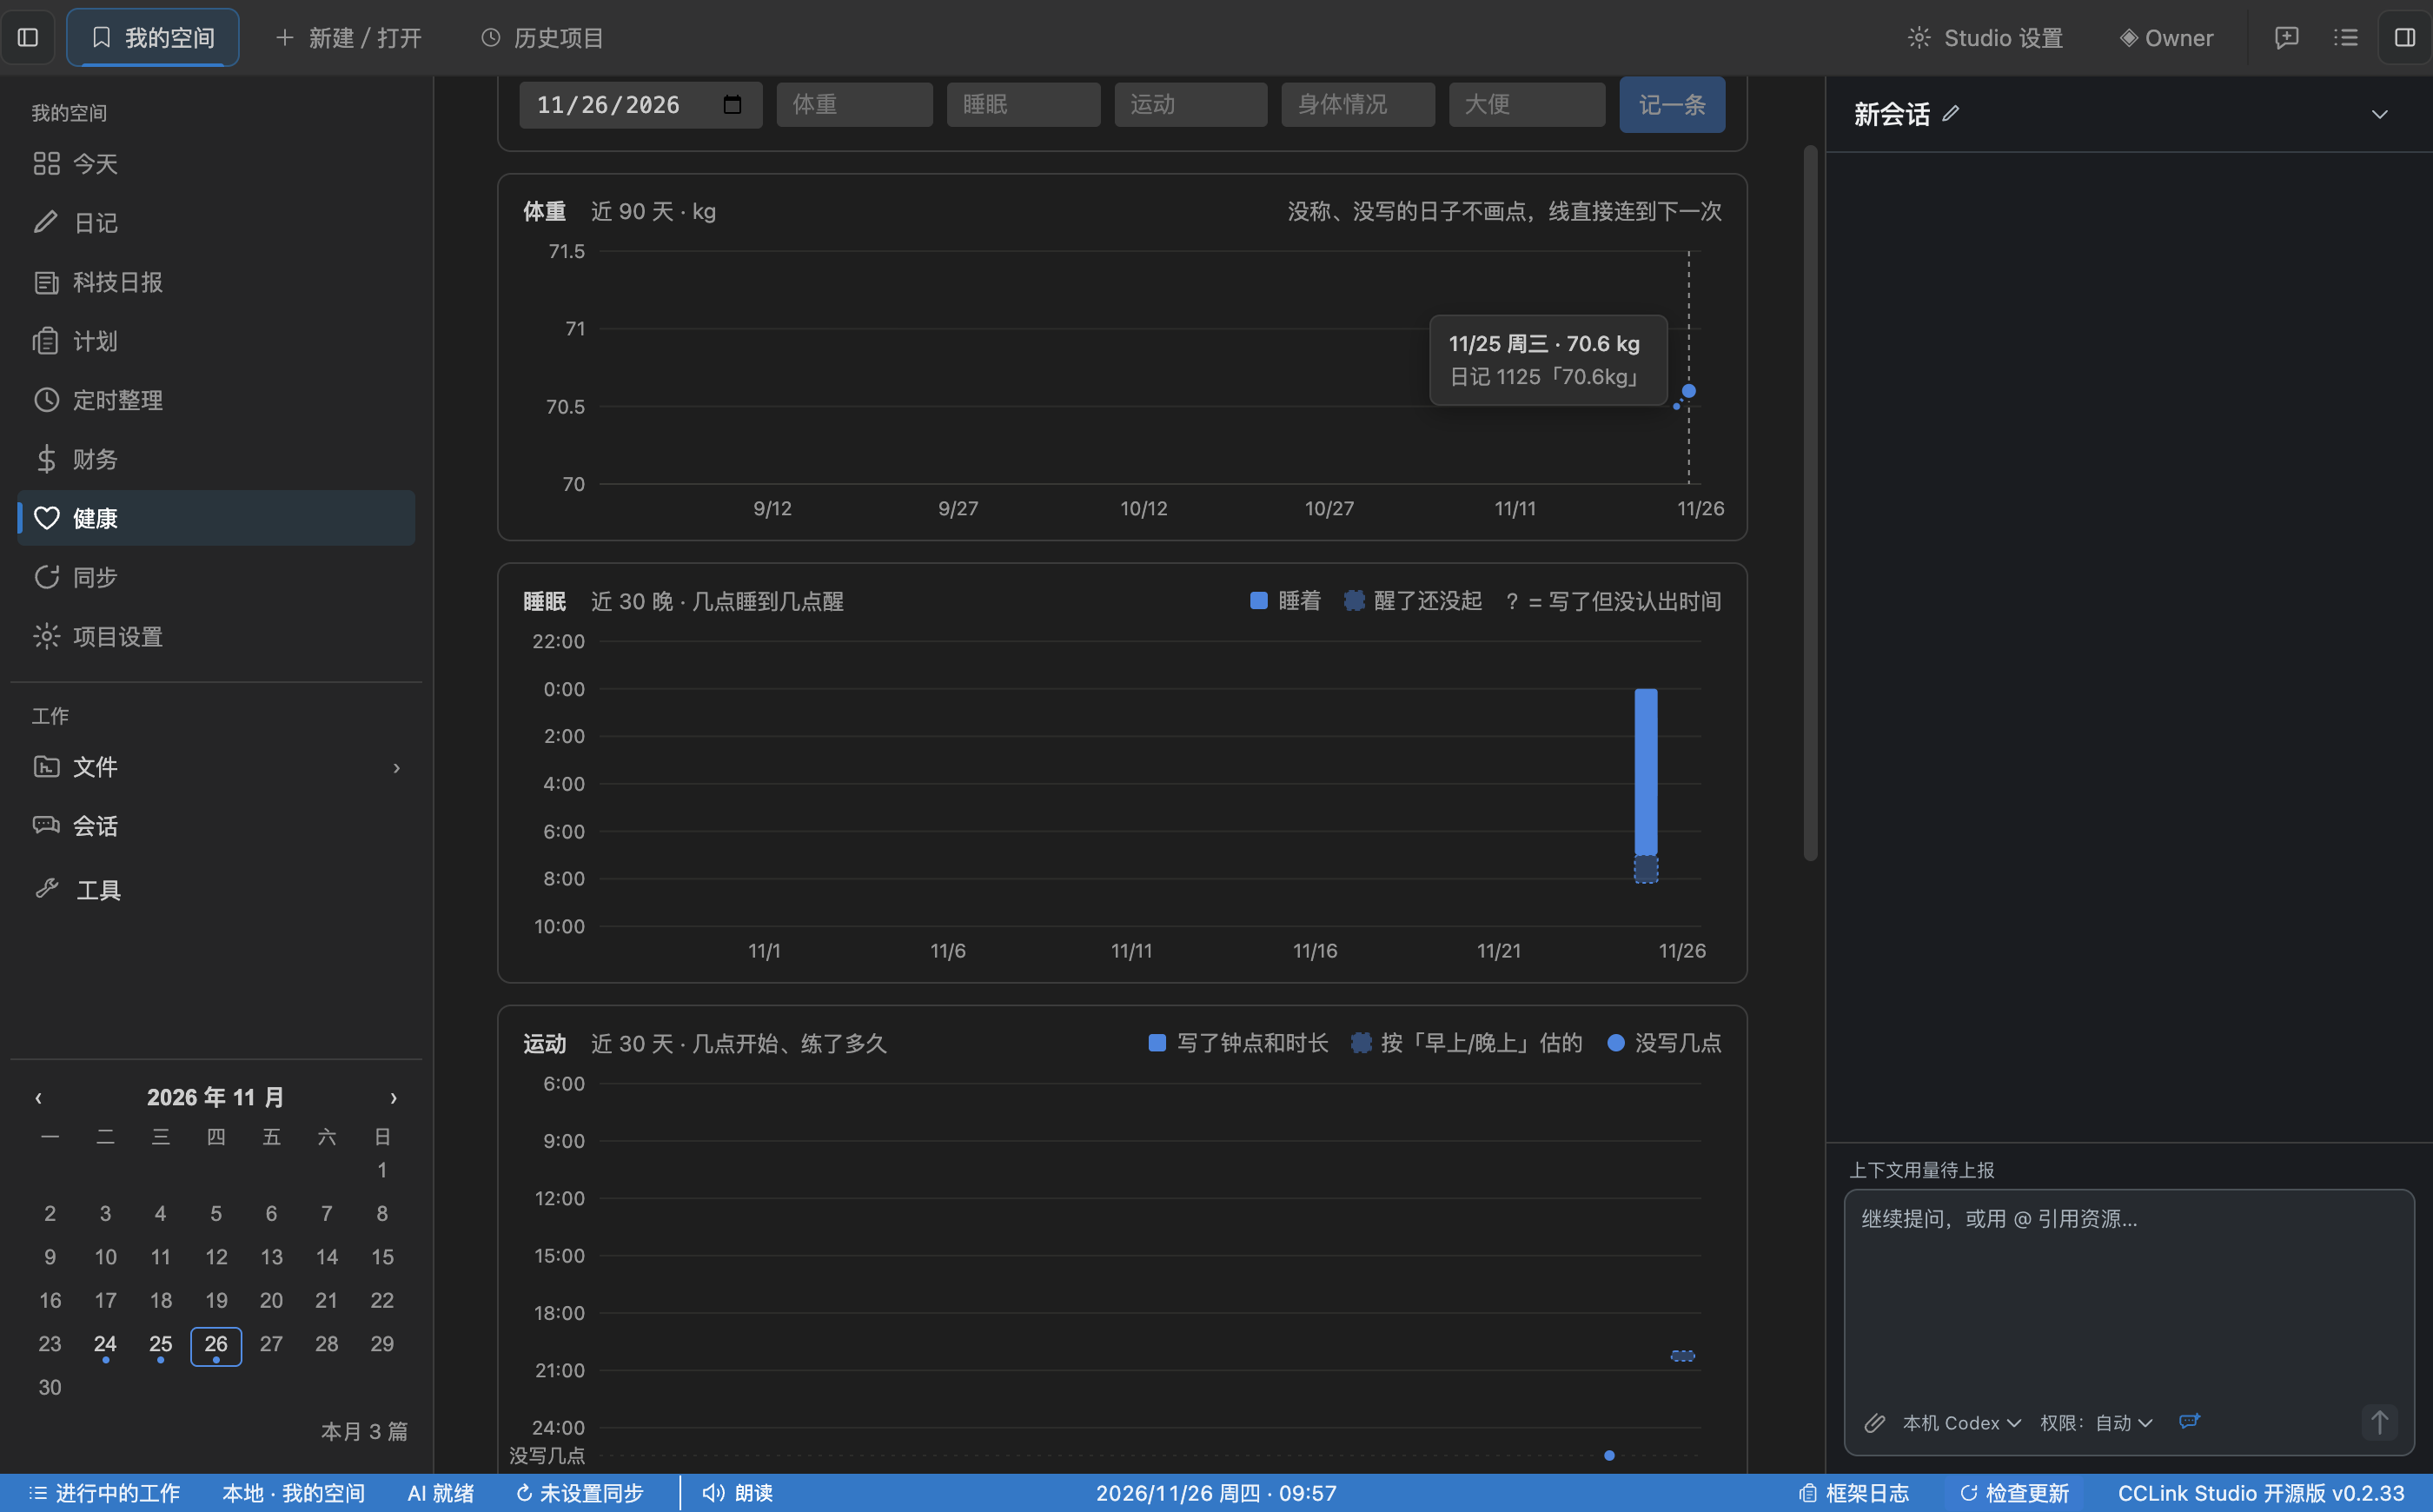 我的空间
新建 / 打开
历史项目
Studio 设置
Owner
我的空间
今天
日记
科技日报
计划
定时整理
财务
健康
同步
项目设置
工作
文件
会话
工具
2026 年 11 月
一 二 三 四 五 六 日
1
2 3 4 5 6 7 8
9 10 11 12 13 14 15
16 17 18 19 20 21 22
23 24 25 26 27 28 29
30
本月 3 篇
11/26/2026 体重 睡眠 运动 身体情况 大便 记一条
体重 近 90 天 · kg 没称、没写的日子不画点，线直接连到下一次
71.5
71
11/25 周三 · 70.6 kg
日记 1125「70.6kg」
70.5
70
9/12 9/27 10/12 10/27 11/11 11/26
睡眠 近 30 晚 · 几点睡到几点醒 睡着 醒了还没起 ? = 写了但没认出时间
22:00
0:00
2:00
4:00
6:00
8:00
10:00
11/1 11/6 11/11 11/16 11/21 11/26
运动 近 30 天 · 几点开始、练了多久 写了钟点和时长 按「早上/晚上」估的 没写几点
6:00
9:00
12:00
15:00
18:00
21:00
24:00
没写几点
新会话
上下文用量待上报
继续提问，或用 @ 引用资源...
本机 Codex 权限：自动
进行中的工作 本地 · 我的空间 AI 就绪 未设置同步 朗读 2026/11/26 周四 · 09:57 框架日志 检查更新 CCLink Studio 开源版 v0.2.33